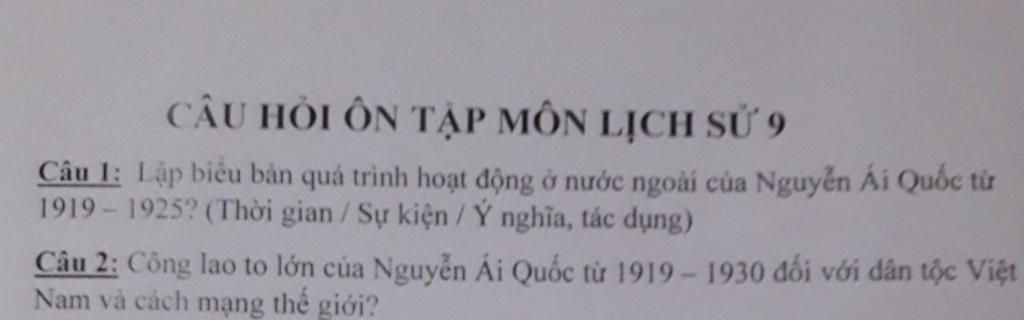 CÂU HỎI ÔN TẬP MÔN LỊCH SỬ 9
Câu 1: Lập biểu bản quá trình hoạt động ở nước ngoài của Nguyễn Ái Quốc từ
1919 – 1925? (Thời gian / Sự kiện / Ý nghĩa, tác dụng)
Câu 2: Công lao to lớn của Nguyễn Ái Quốc từ 1919 – 1930 đối với dân tộc Việt
Nam và cách mạng thế giới?